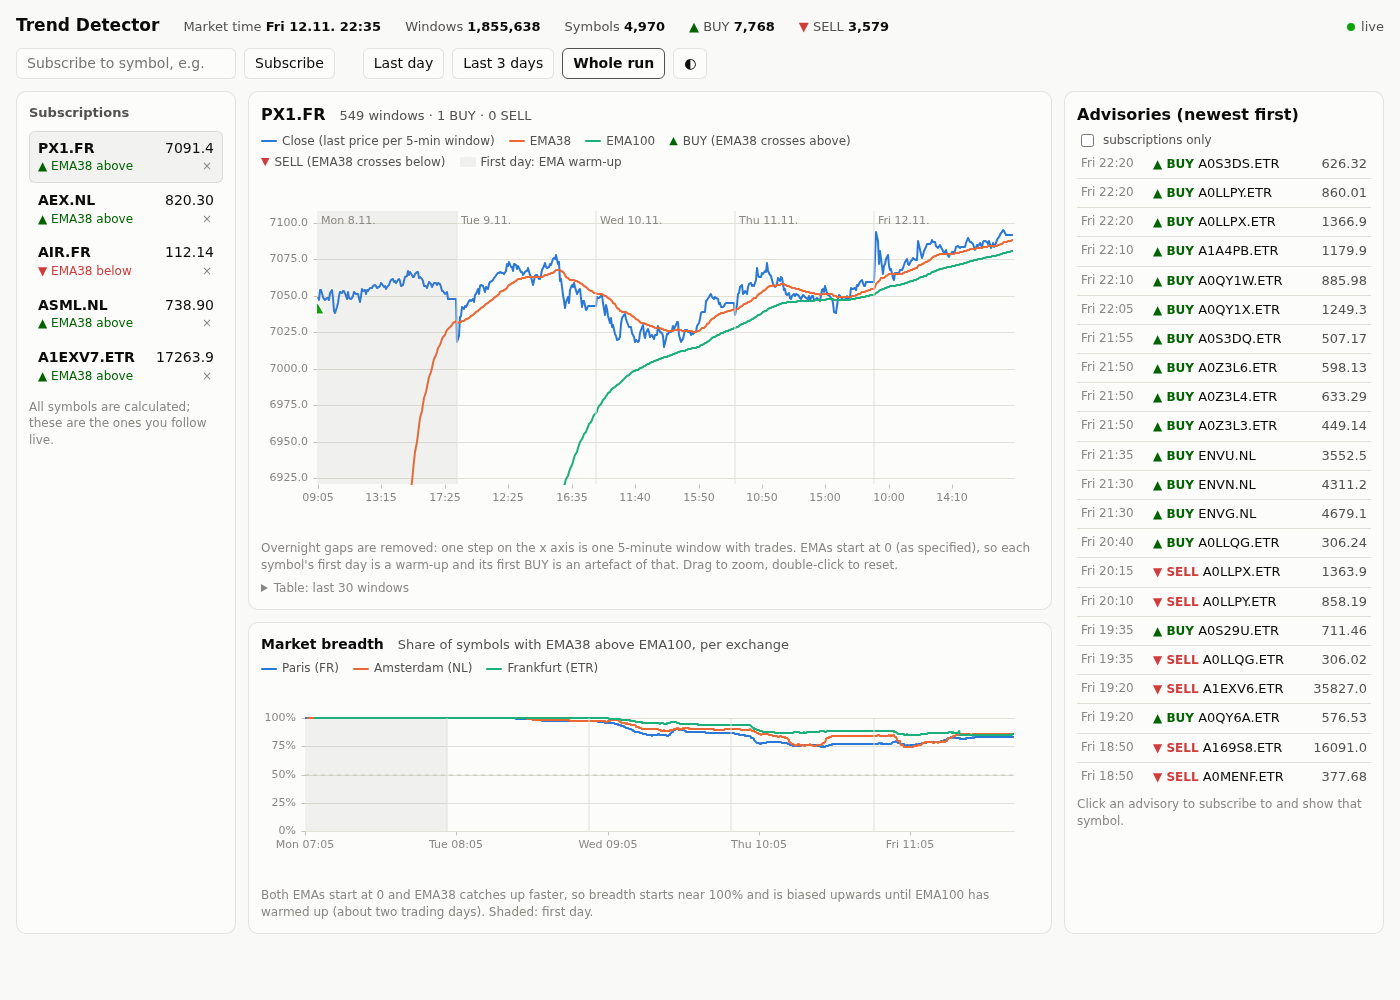 Trend Detector Market time Fri 12.11. 22:35 Windows 1,855,638 Symbols 4,970 ▲ BUY 7,768 ▼ SELL 3,579 live
Subscribe to symbol, e.g. Subscribe Last day Last 3 days Whole run
Subscriptions
PX1.FR 7091.4
▲ EMA38 above ×
AEX.NL 820.30
▲ EMA38 above ×
AIR.FR 112.14
▼ EMA38 below ×
ASML.NL 738.90
▲ EMA38 above ×
A1EXV7.ETR 17263.9
▲ EMA38 above ×
All symbols are calculated;
these are the ones you follow
live.
PX1.FR 549 windows · 1 BUY · 0 SELL
Close (last price per 5-min window) EMA38 EMA100 ▲ BUY (EMA38 crosses above)
▼ SELL (EMA38 crosses below) First day: EMA warm-up
Mon 8.11. Tue 9.11. Wed 10.11. Thu 11.11. Fri 12.11.
7100.0
7075.0
7050.0
7025.0
7000.0
6975.0
6950.0
6925.0
09:05 13:15 17:25 12:25 16:35 11:40 15:50 10:50 15:00 10:00 14:10
Overnight gaps are removed: one step on the x axis is one 5-minute window with trades. EMAs start at 0 (as specified), so each
symbol's first day is a warm-up and its first BUY is an artefact of that. Drag to zoom, double-click to reset.
▶ Table: last 30 windows
Market breadth Share of symbols with EMA38 above EMA100, per exchange
Paris (FR) Amsterdam (NL) Frankfurt (ETR)
100%
75%
50%
25%
0%
Mon 07:05 Tue 08:05 Wed 09:05 Thu 10:05 Fri 11:05
Both EMAs start at 0 and EMA38 catches up faster, so breadth starts near 100% and is biased upwards until EMA100 has
warmed up (about two trading days). Shaded: first day.
Advisories (newest first)
subscriptions only
Fri 22:20 ▲ BUY A0S3DS.ETR 626.32
Fri 22:20 ▲ BUY A0LLPY.ETR 860.01
Fri 22:20 ▲ BUY A0LLPX.ETR 1366.9
Fri 22:10 ▲ BUY A1A4PB.ETR 1179.9
Fri 22:10 ▲ BUY A0QY1W.ETR 885.98
Fri 22:05 ▲ BUY A0QY1X.ETR 1249.3
Fri 21:55 ▲ BUY A0S3DQ.ETR 507.17
Fri 21:50 ▲ BUY A0Z3L6.ETR 598.13
Fri 21:50 ▲ BUY A0Z3L4.ETR 633.29
Fri 21:50 ▲ BUY A0Z3L3.ETR 449.14
Fri 21:35 ▲ BUY ENVU.NL 3552.5
Fri 21:30 ▲ BUY ENVN.NL 4311.2
Fri 21:30 ▲ BUY ENVG.NL 4679.1
Fri 20:40 ▲ BUY A0LLQG.ETR 306.24
Fri 20:15 ▼ SELL A0LLPX.ETR 1363.9
Fri 20:10 ▼ SELL A0LLPY.ETR 858.19
Fri 19:35 ▲ BUY A0S29U.ETR 711.46
Fri 19:35 ▼ SELL A0LLQG.ETR 306.02
Fri 19:20 ▼ SELL A1EXV6.ETR 35827.0
Fri 19:20 ▲ BUY A0QY6A.ETR 576.53
Fri 18:50 ▼ SELL A169S8.ETR 16091.0
Fri 18:50 ▼ SELL A0MENF.ETR 377.68
Click an advisory to subscribe to and show that
symbol.